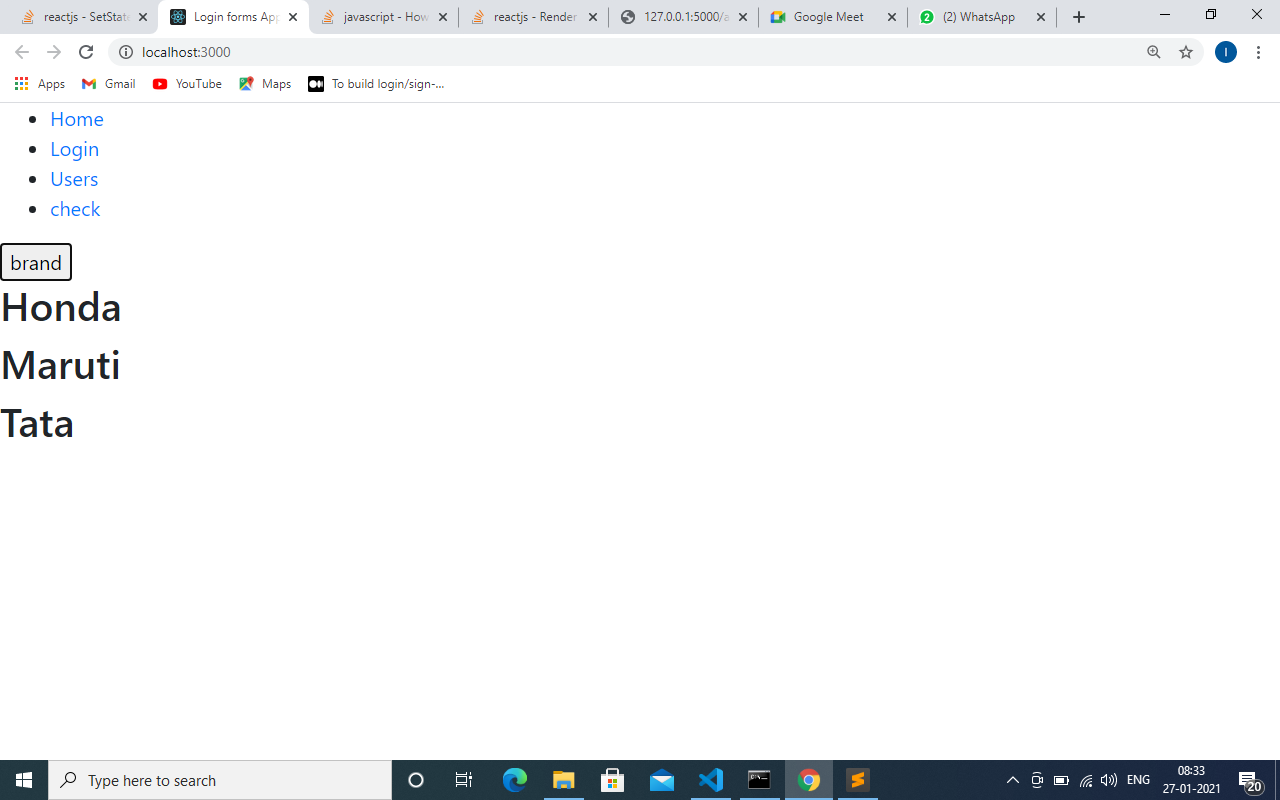 reactjs - SetState
Login forms App
javascript - How
reactjs - Render
127.0.0.1:5000/a
Google Meet
2
(2) WhatsApp
localhost:3000
I
Apps
Gmail
YouTube
Maps
To build login/sign-...
Home
Login
Users
check
brand
Honda
Maruti
Tata
Type here to search
ENG
08:33
27-01-2021
20